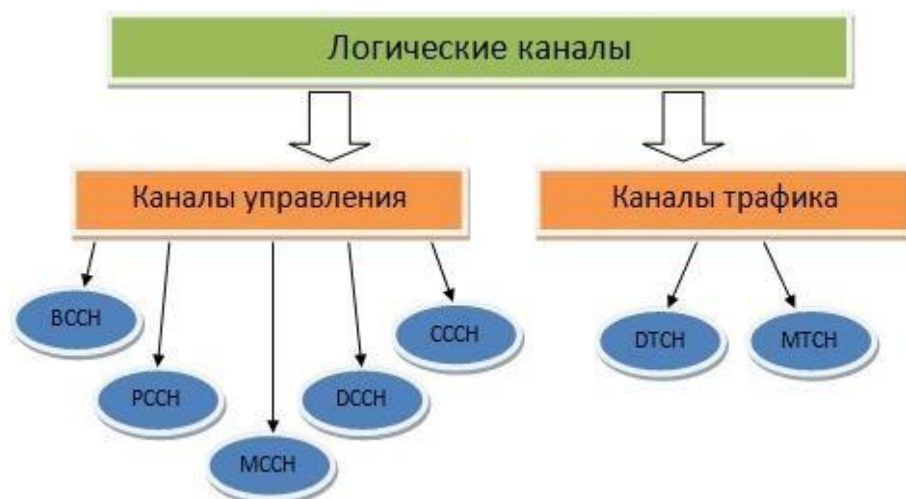 Логические каналы
Каналы управления
Каналы трафика
BCCH
CCCH
DTCH
MTCH
PCCH
DCCH
MCCH